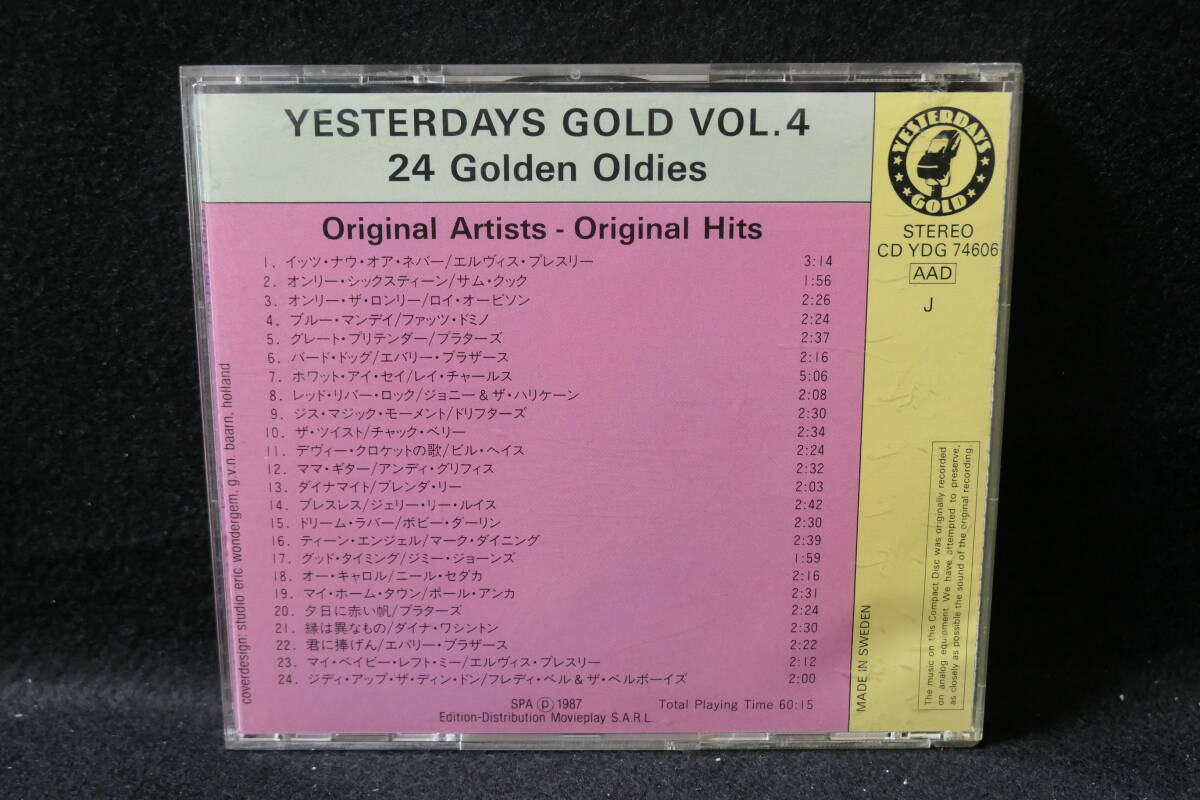 YESTERDAYS GOLD VOL.4
24 Golden Oldies
Original Artists - Original Hits
1. イッツ・ナウ・オア・ネバー/エルヴィス・プレスリー 3:14
2. オンリー・シックスティーン/サム・クック 1:56
3. オンリー・ザ・ロンリー/ロイ・オービソン 2:26
4. ブルー・マンデイ/ファッツ・ドミノ 2:24
5. グレート・プリテンダー/プラターズ 2:37
6. バード・ドッグ/エバリー・ブラザース 2:16
7. ホワット・アイ・セイ/レイ・チャールス 5:06
8. レッド・リバー・ロック/ジョニー&ザ・ハリケーン 2:08
9. ジス・マジック・モーメント/ドリフターズ 2:30
10. ザ・ツイスト/チャック・ベリー 2:34
11. デヴィー・クロケットの歌/ビル・ヘイス 2:24
12. ママ・ギター/アンディ・グリフィス 2:32
13. ダイナマイト/ブレンダ・リー 2:03
14. ブレスレス/ジェリー・リー・ルイス 2:42
15. ドリーム・ラバー/ボビー・ダーリン 2:30
16. ティーン・エンジェル/マーク・ダイニング 2:39
17. グッド・タイミング/ジミー・ジョーンズ 1:59
18. オー・キャロル/ニール・セダカ 2:16
19. マイ・ホーム・タウン/ポール・アンカ 2:31
20. 夕日に赤い帆/プラターズ 2:24
21. 縁は異なもの/ダイナ・ワシントン 2:30
22. 君に捧げん/エバリー・ブラザース 2:22
23. マイ・ベイビー・レフト・ミー/エルヴィス・プレスリー 2:12
24. ジディ・アップ・ザ・ディン・ドン/フレディ・ベル&ザ・ベルボーイズ 2:00
SPA ⓟ 1987 Total Playing Time 60:15
Edition-Distribution Movieplay S.A.R.L.
coverdesign: studio eric wondergem, g.v.n. baarn, holland
YESTERDAYS
GOLD
STEREO
CD YDG 74606
AAD
J
MADE IN SWEDEN
The music on this Compact Disc was originally recorded
on analog equipment. We have attempted to preserve,
as closely as possible the sound of the original recording.